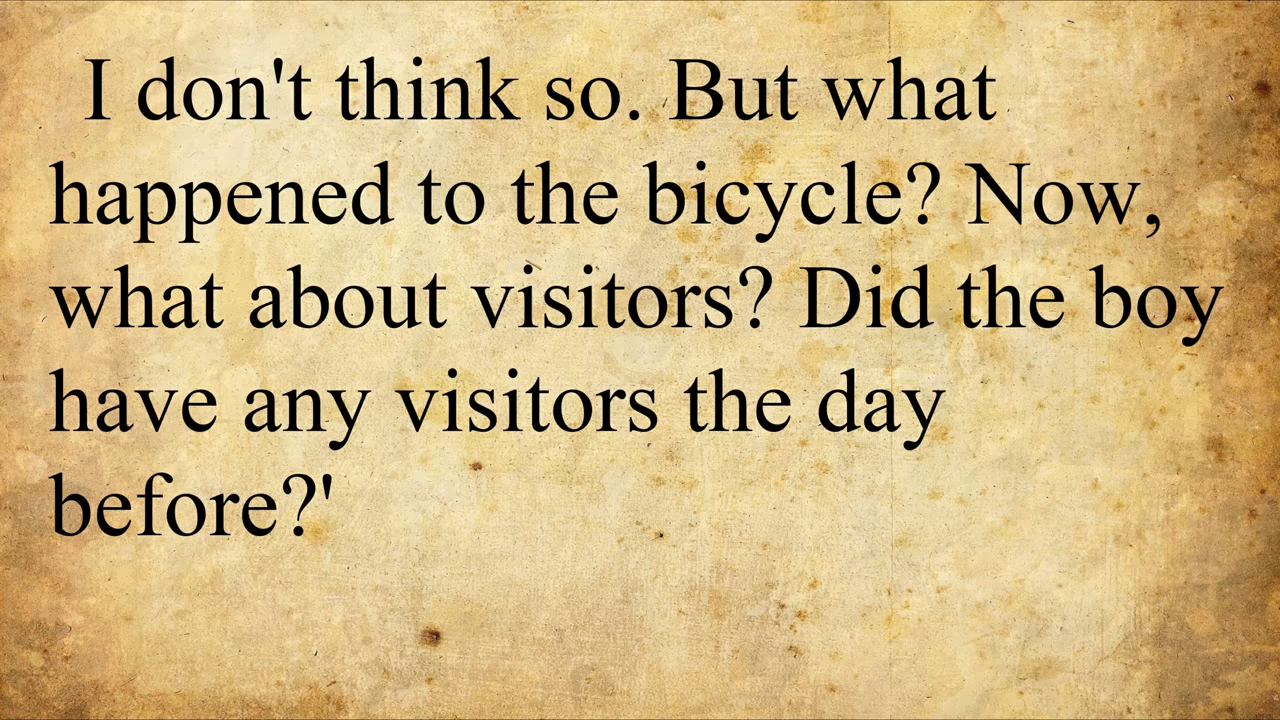 I don't think so. But what
happened to the bicycle? Now,
what about visitors? Did the boy
have any visitors the day
before?'